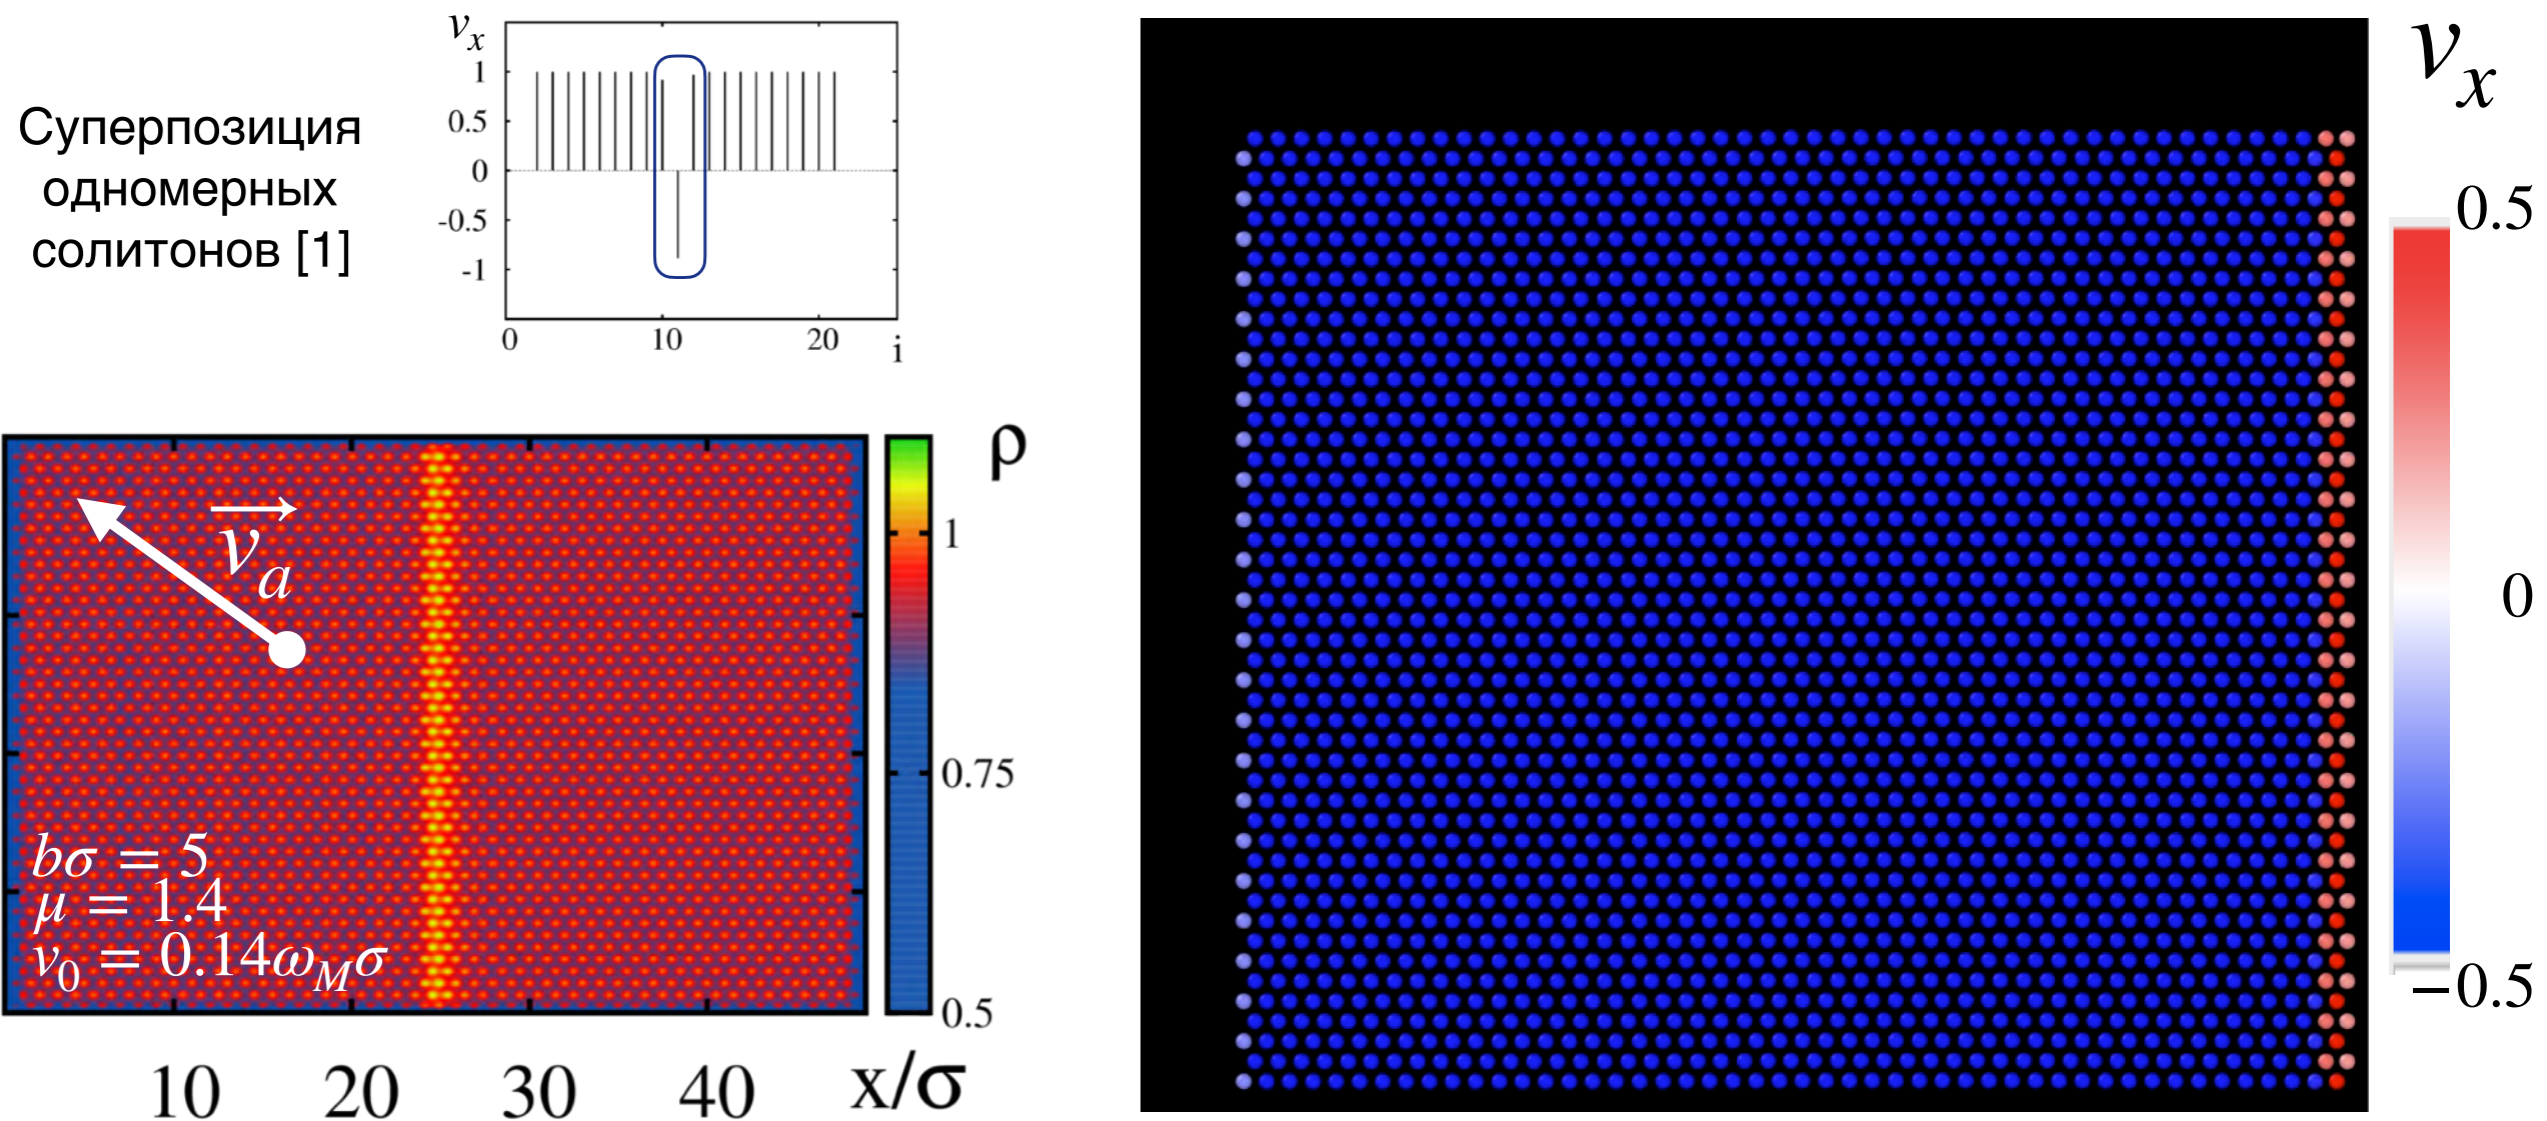 Суперпозиция
одномерных
солитонов [1]
v_x
1
0.5
0
-0.5
-1
0 10 20 i
ρ
1
0.75
0.5
v_a
bσ = 5
μ = 1.4
v_0 = 0.14ω_Mσ
10 20 30 40 x/σ
v_x
0.5
0
−0.5